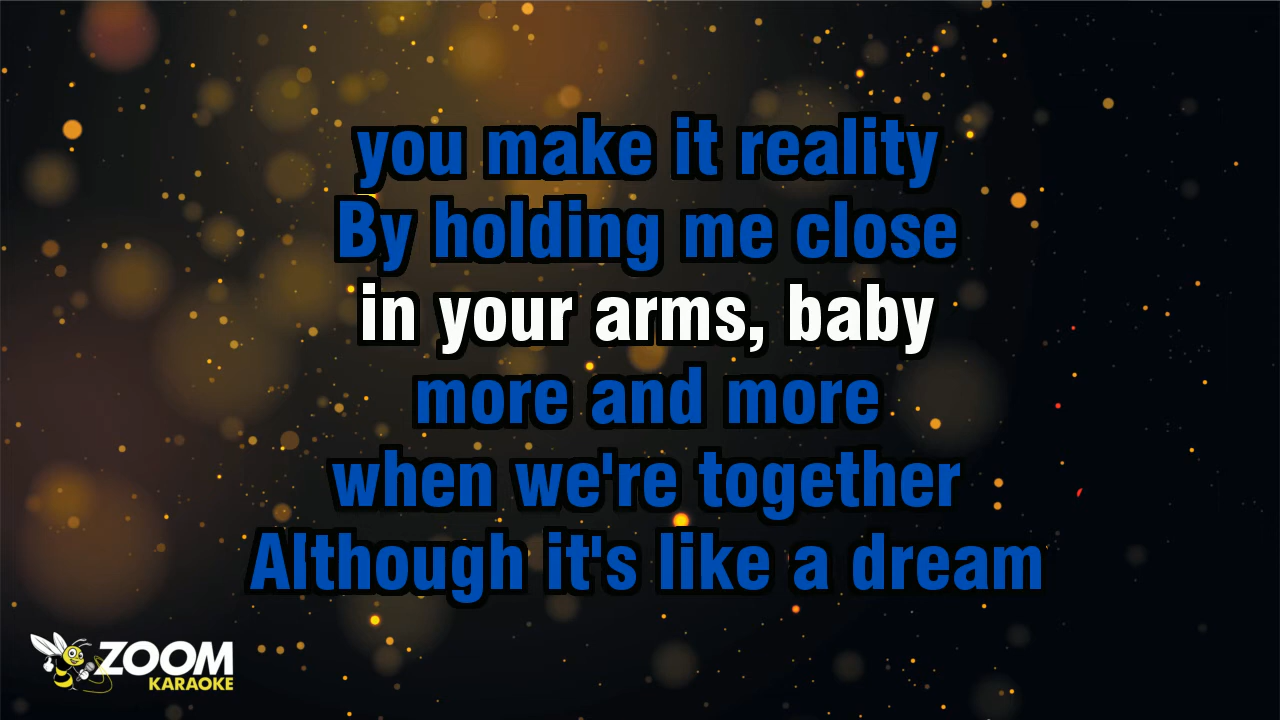 you make it reality
By holding me close
in your arms, baby
more and more
when we're together
Although it's like a dream
ZOOM
KARAOKE